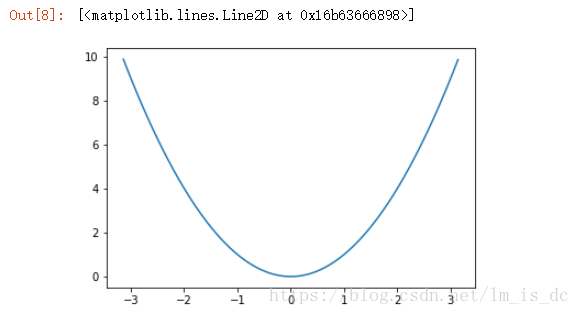 Out[8]: [<matplotlib.lines.Line2D at 0x16b63666898>]
10
8
6
4
2
0
−3 −2 −1 0 1 2 3
https://blog.csdn.net/lm_is_dc